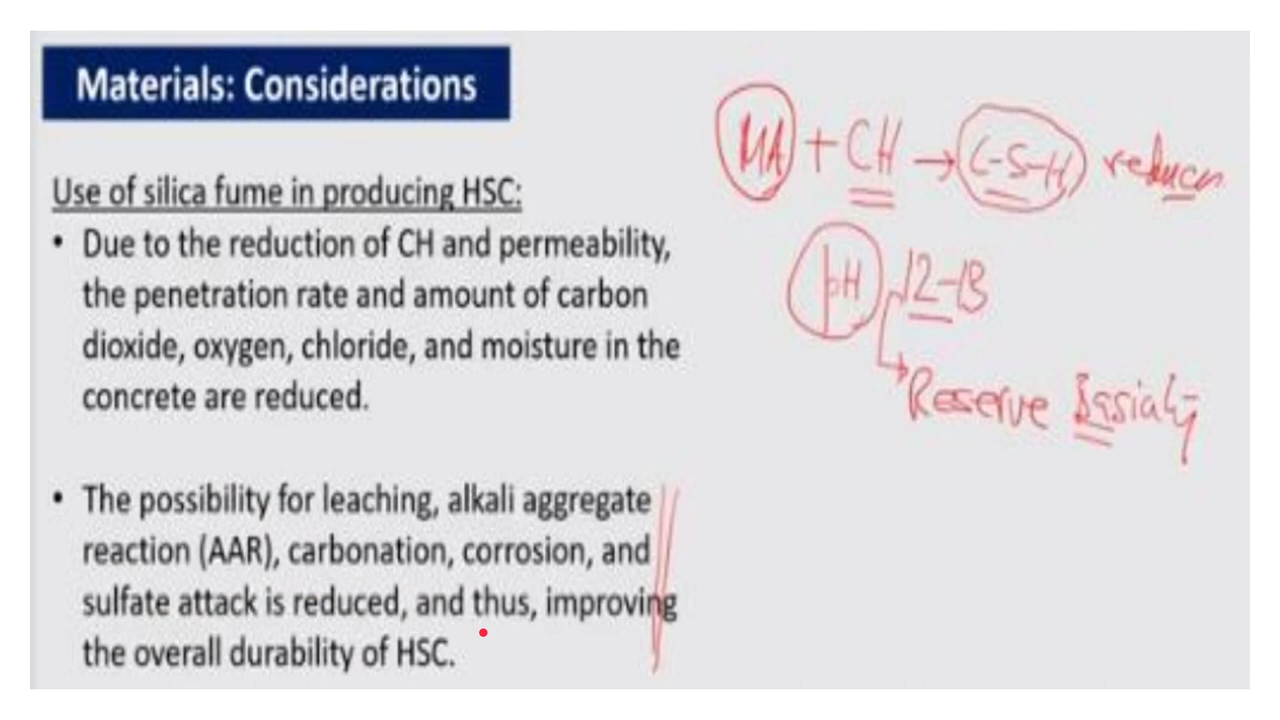 Materials: Considerations
Use of silica fume in producing HSC:
• Due to the reduction of CH and permeability,
the penetration rate and amount of carbon
dioxide, oxygen, chloride, and moisture in the
concrete are reduced.
• The possibility for leaching, alkali aggregate
reaction (AAR), carbonation, corrosion, and
sulfate attack is reduced, and thus, improving
the overall durability of HSC.
MA + CH → C-S-H reduces
pH 12-13
Reserve Basicity